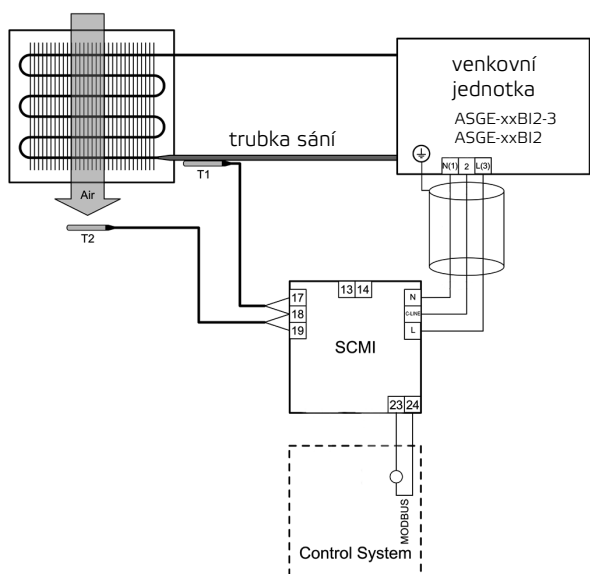 venkovní
jednotka
ASGE-xxBI2-3
ASGE-xxBI2
N(1) 2 L(3)
trubka sání
T1
Air
T2
13 14
17
18
19
N
C-LINE
L
SCMI
23 24
MODBUS
Control System